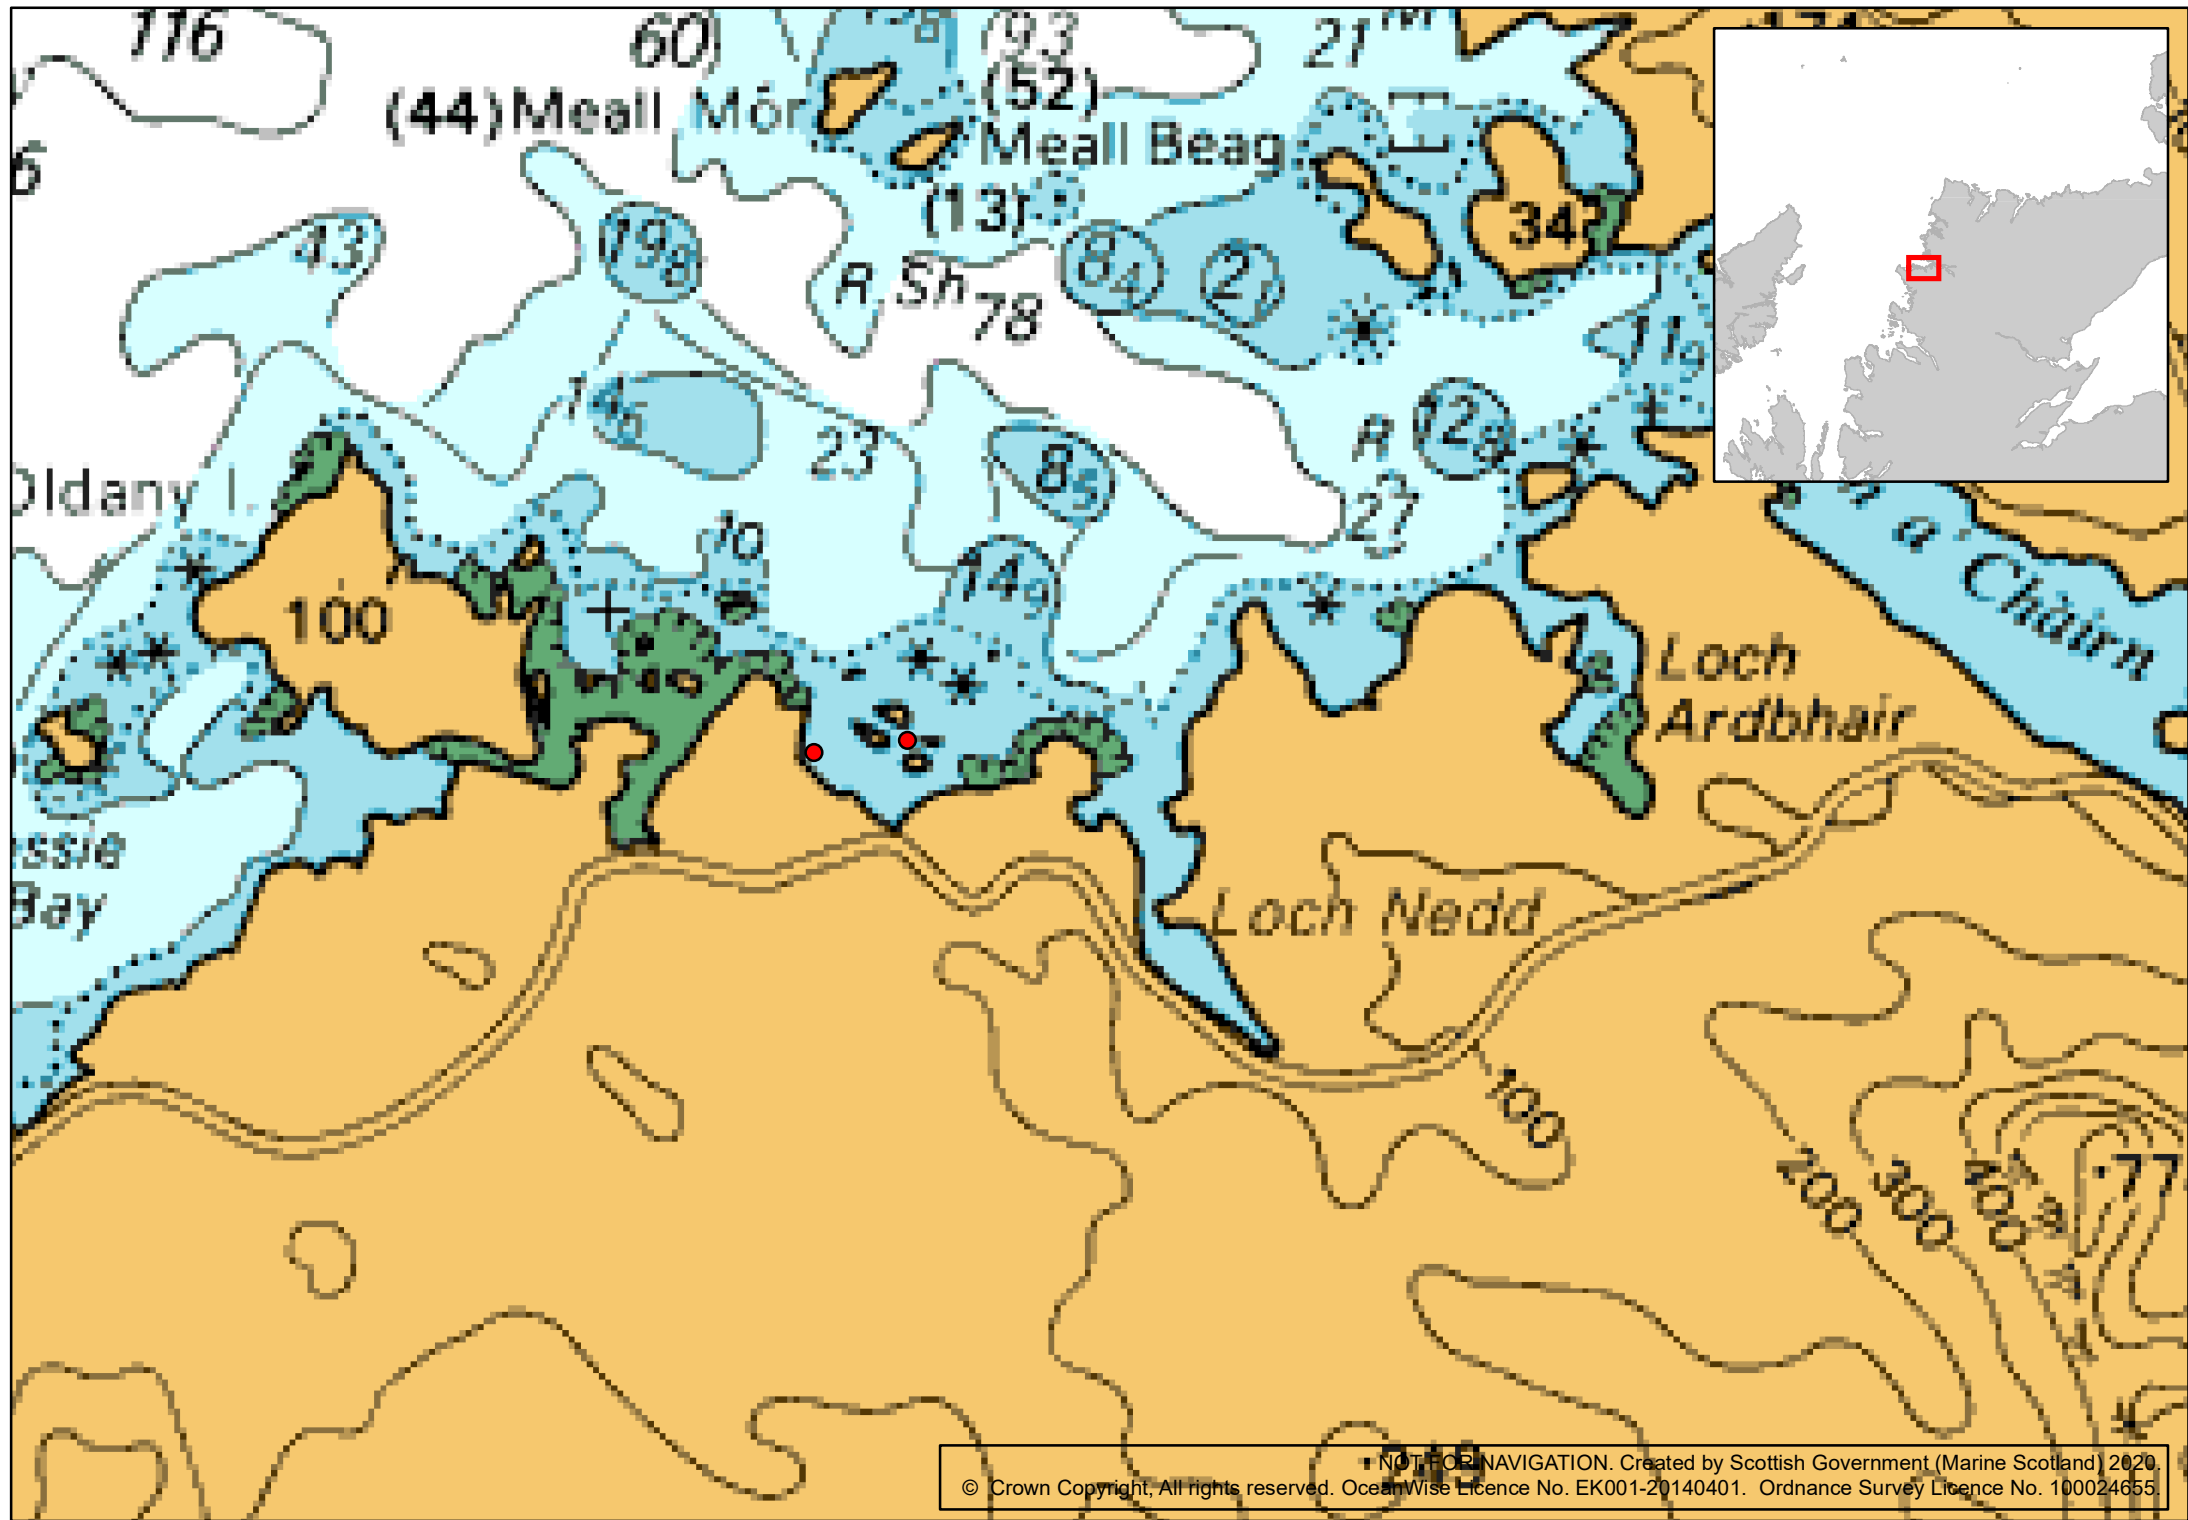 116
60
93
21
(44) Meall Mór
(52)
Meall Beag
6
(13)
34
43
198
84
21
R Sh
78
119
146
23
R
128
85
Oldany I.
27
10
149
n a Chàirn
100
Loch
Ardbhair
ssie
Bay
Loch Nedd
100
200
300
400
77
249
NOT FOR NAVIGATION. Created by Scottish Government (Marine Scotland) 2020.
© Crown Copyright, All rights reserved. OceanWise Licence No. EK001-20140401. Ordnance Survey Licence No. 100024655.